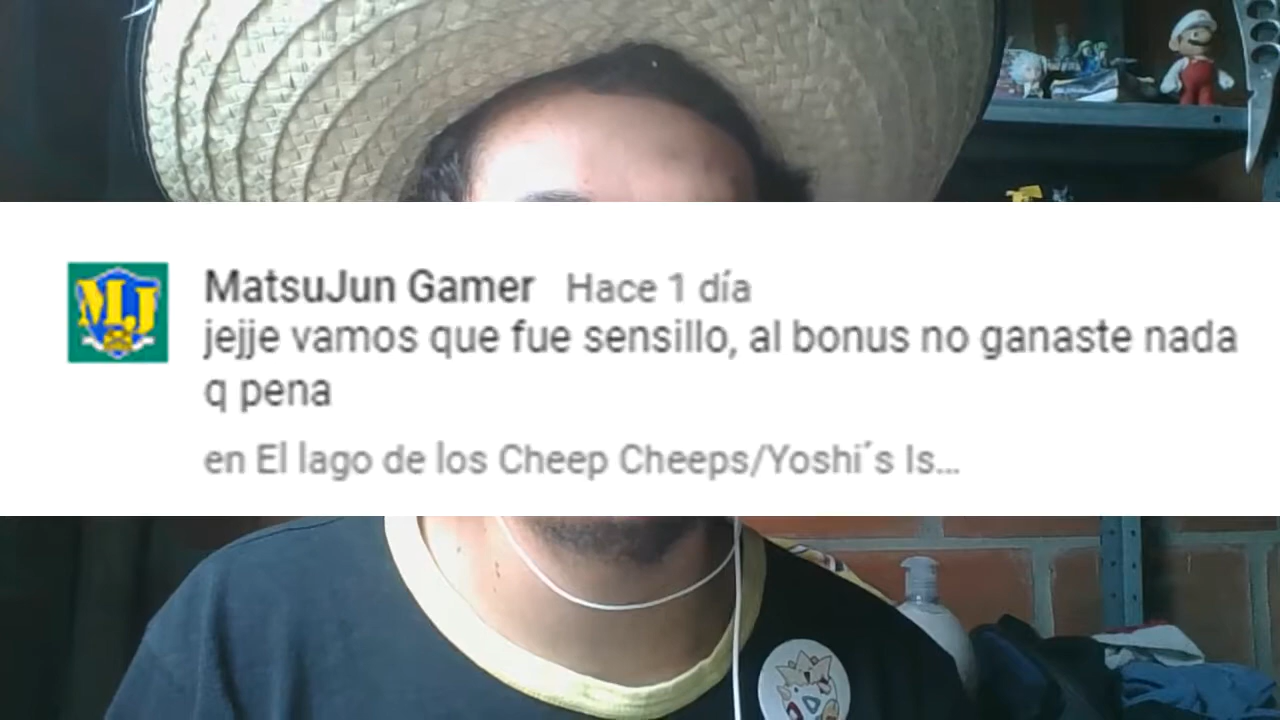 MJ
MatsuJun Gamer Hace 1 día
jejje vamos que fue sensillo, al bonus no ganaste nada
q pena
en El lago de los Cheep Cheeps/Yoshi´s Is...